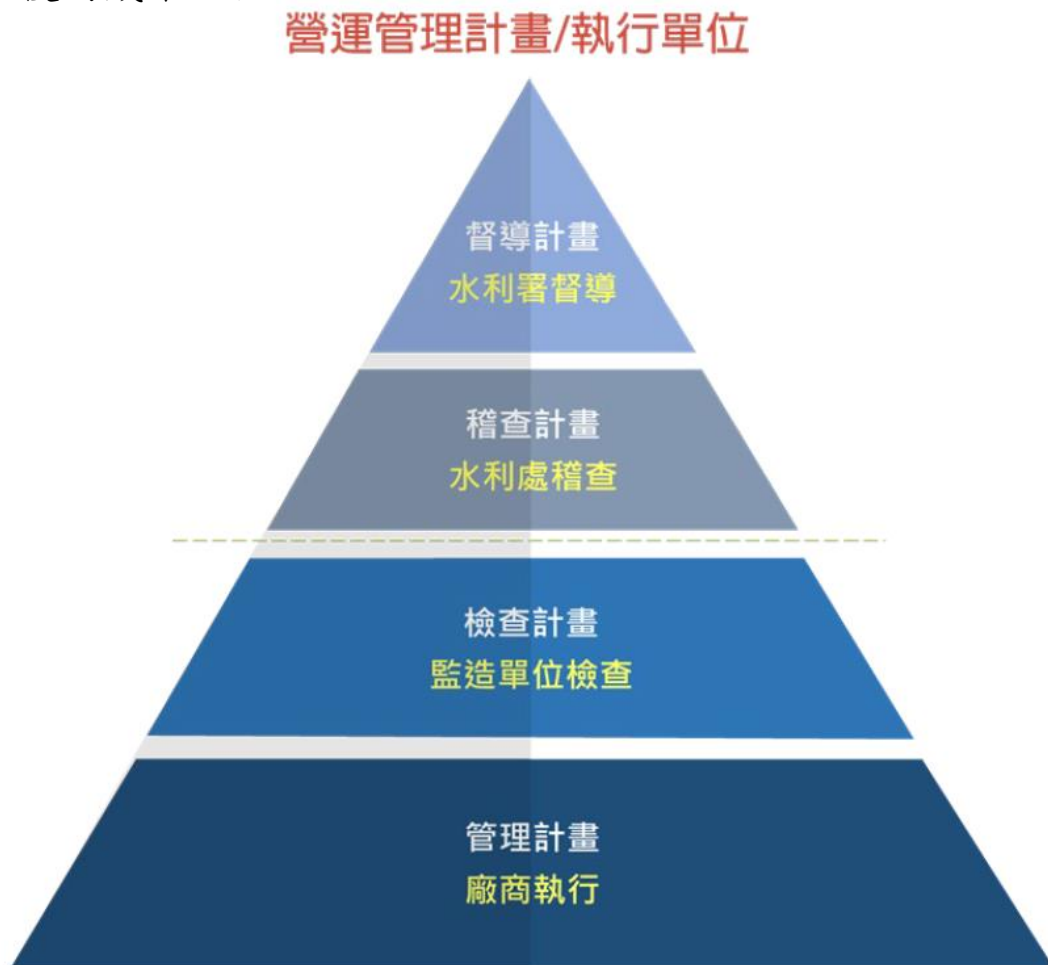 營運管理計畫/執行單位
督導計畫
水利署督導
稽查計畫
水利處稽查
檢查計畫
監造單位檢查
管理計畫
廠商執行